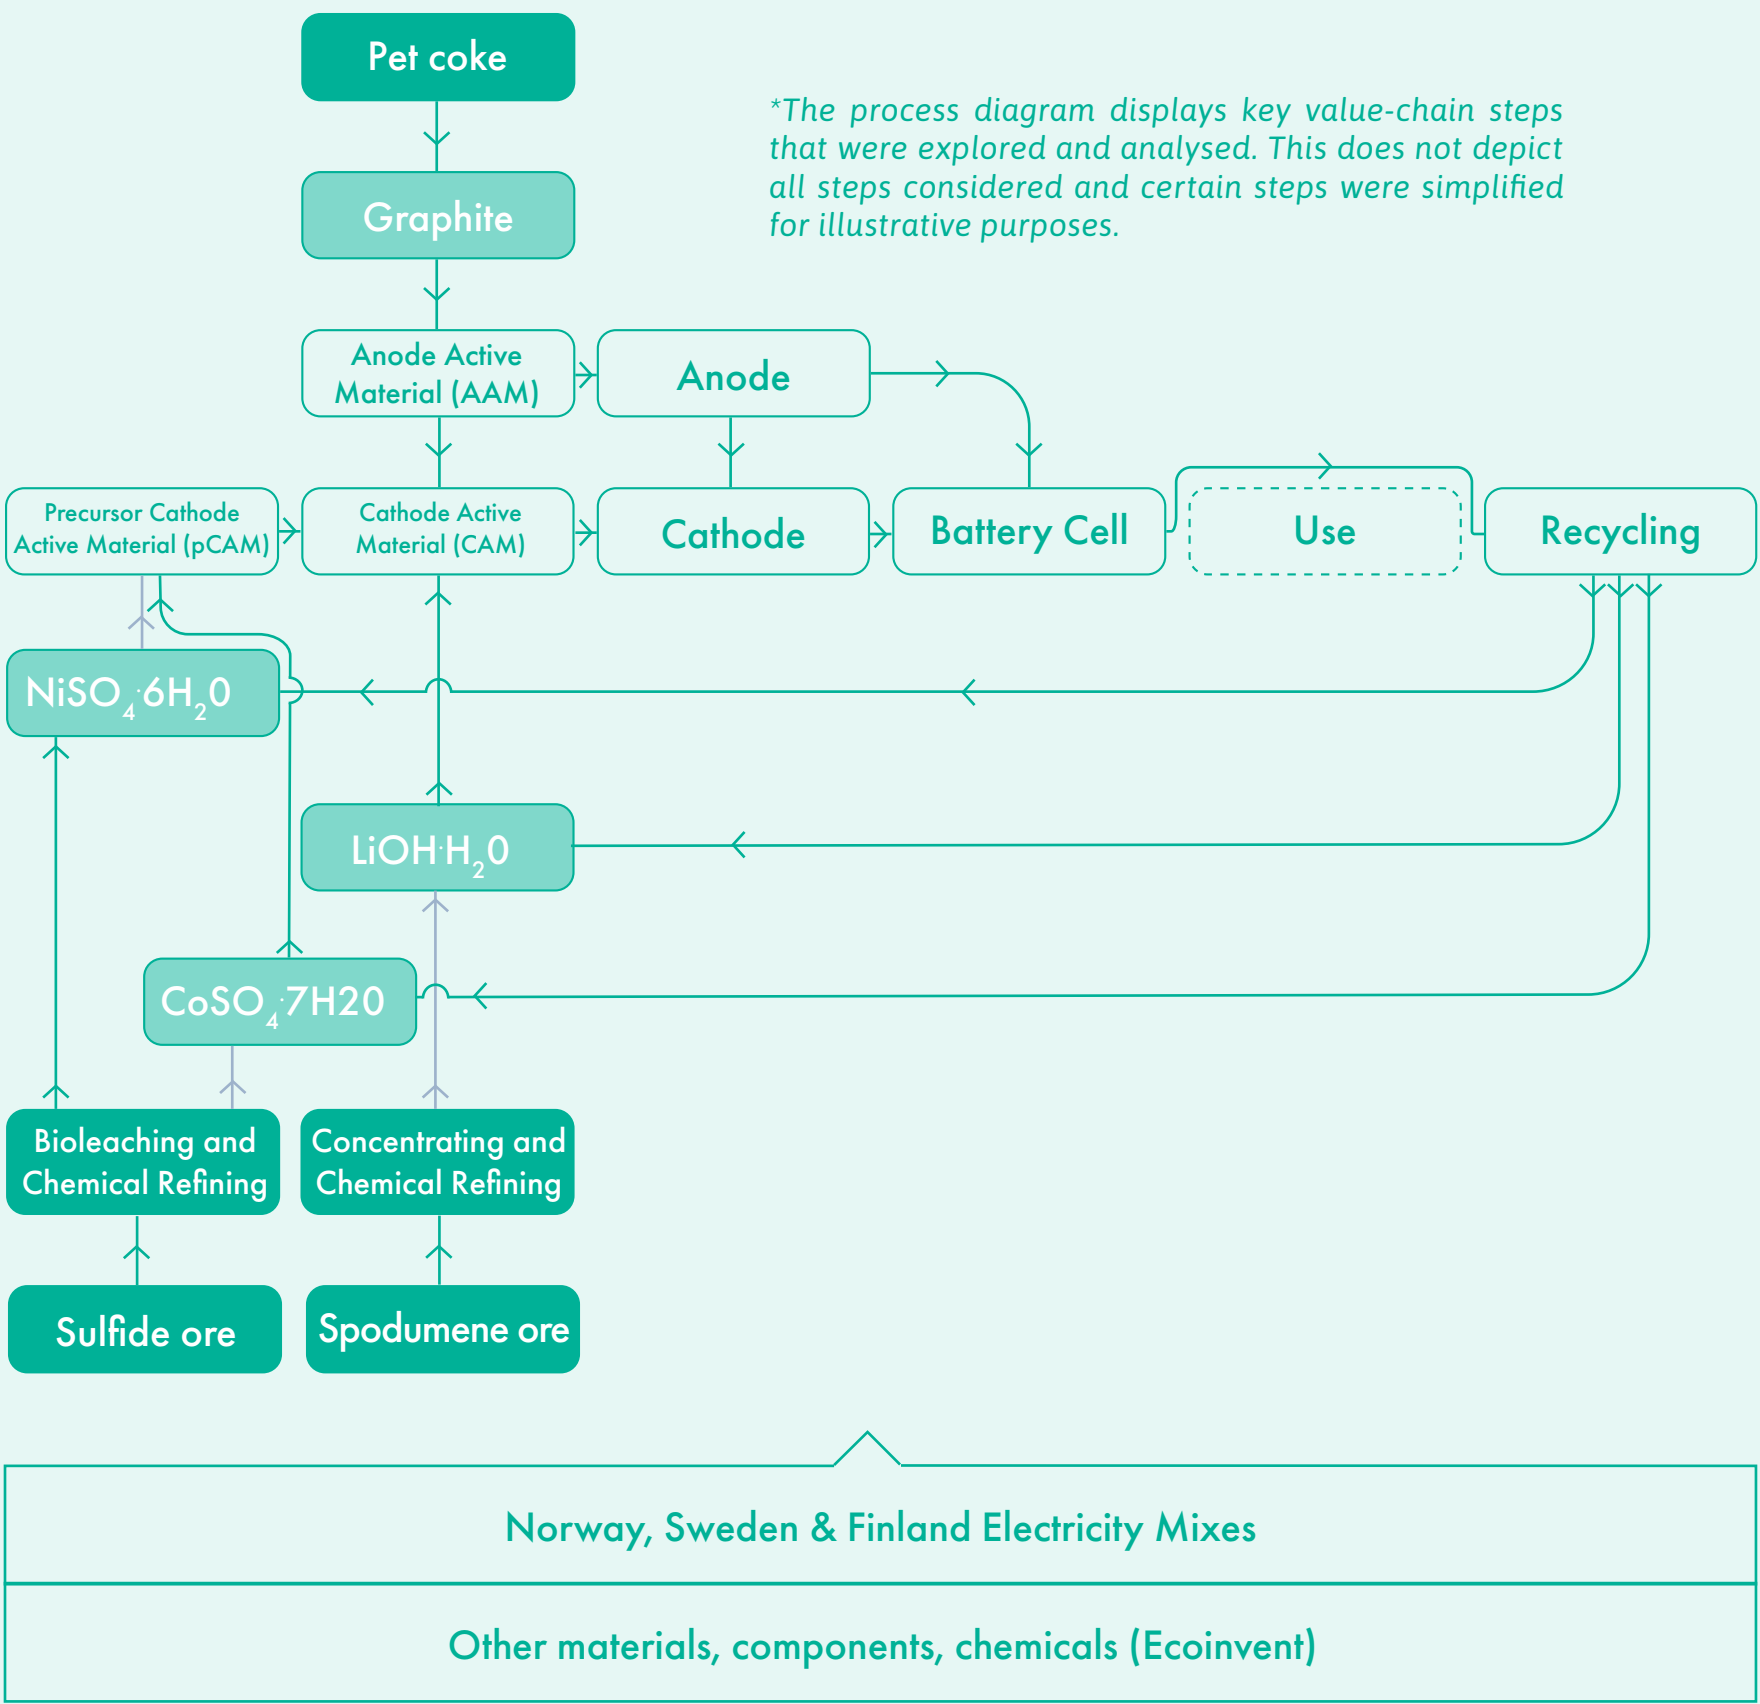 Pet coke
*The process diagram displays key value-chain steps
that were explored and analysed. This does not depict
all steps considered and certain steps were simplified
for illustrative purposes.
Graphite
Anode Active
Material (AAM)
Anode
Precursor Cathode
Active Material (pCAM)
Cathode Active
Material (CAM)
Cathode
Battery Cell
Use
Recycling
NiSO₄·6H₂0
LiOH·H₂0
CoSO₄·7H20
Bioleaching and
Chemical Refining
Concentrating and
Chemical Refining
Sulfide ore
Spodumene ore
Norway, Sweden & Finland Electricity Mixes
Other materials, components, chemicals (Ecoinvent)